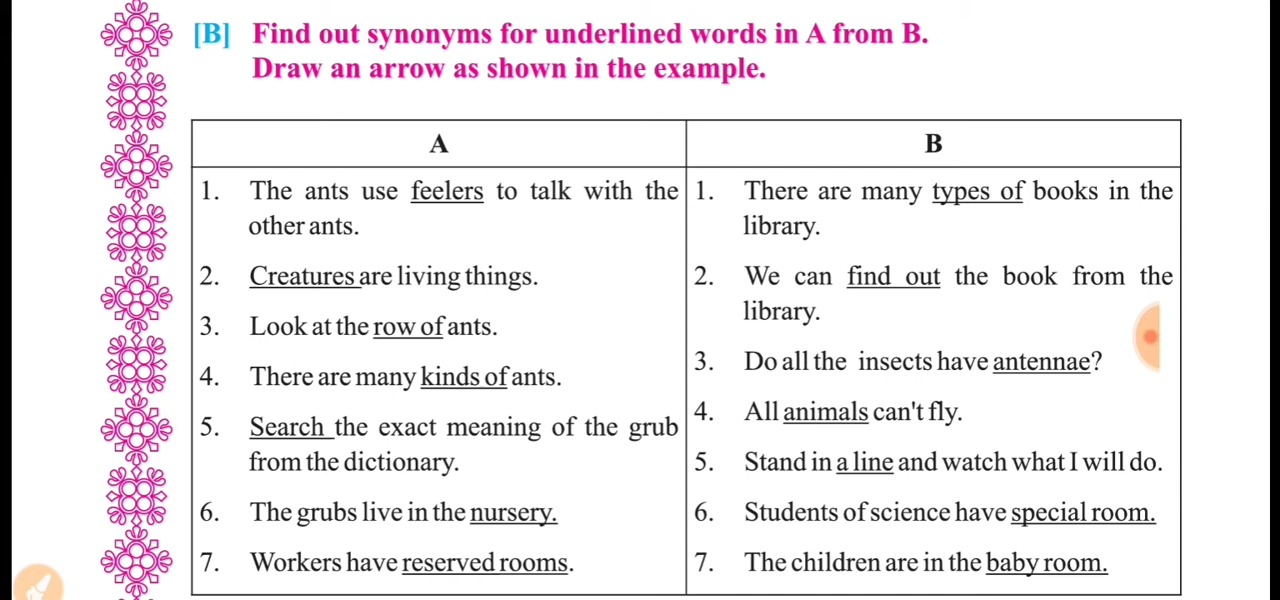 [B] Find out synonyms for underlined words in A from B.
Draw an arrow as shown in the example.
A
B
1. The ants use feelers to talk with the
other ants.
2. Creatures are living things.
3. Look at the row of ants.
4. There are many kinds of ants.
5. Search the exact meaning of the grub
from the dictionary.
6. The grubs live in the nursery.
7. Workers have reserved rooms.
1. There are many types of books in the
library.
2. We can find out the book from the
library.
3. Do all the insects have antennae?
4. All animals can't fly.
5. Stand in a line and watch what I will do.
6. Students of science have special room.
7. The children are in the baby room.